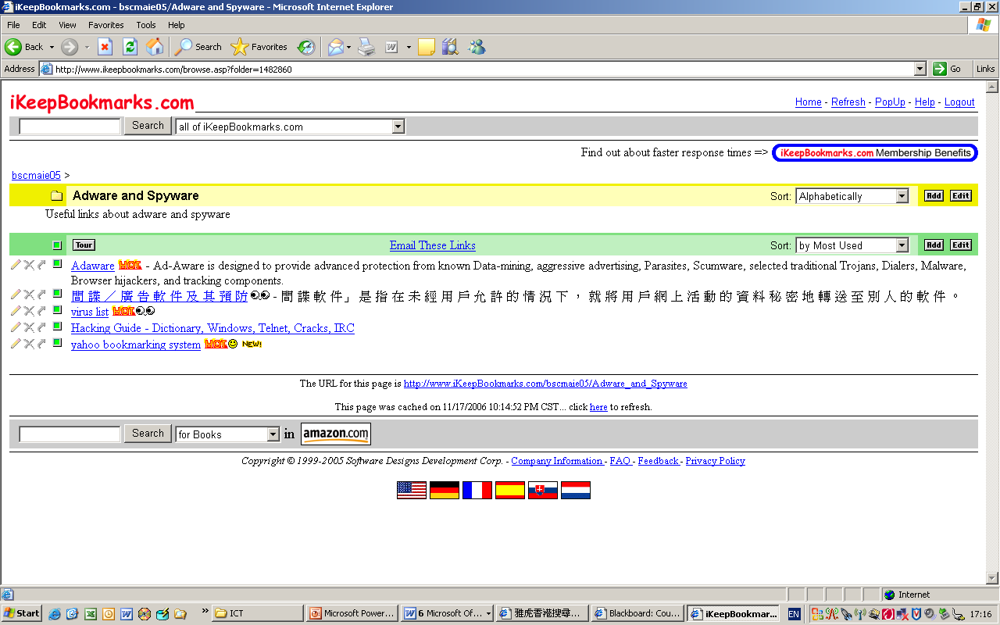 iKeepBookmarks.com - bscmaie05/Adware and Spyware - Microsoft Internet Explorer
File Edit View Favorites Tools Help
Back Search Favorites
Address http://www.ikeepbookmarks.com/browse.asp?folder=1482860 Go Links
iKeepBookmarks.com
Home - Refresh - PopUp - Help - Logout
Search all of iKeepBookmarks.com
Find out about faster response times => iKeepBookmarks.com Membership Benefits
bscmaie05 >
Adware and Spyware Sort: Alphabetically Add Edit
Useful links about adware and spyware
Tour Email These Links Sort: by Most Used Add Edit
Adaware HOT - Ad-Aware is designed to provide advanced protection from known Data-mining, aggressive advertising, Parasites, Scumware, selected traditional Trojans, Dialers, Malware,
Browser hijackers, and tracking components.
間諜／廣告軟件及其預防 - 間諜軟件」是指在未經用戶允許的情況下，就將用戶網上活動的資料秘密地轉送至別人的軟件。
virus list HOT
Hacking Guide - Dictionary, Windows, Telnet, Cracks, IRC
yahoo bookmarking system HOT NEW!
The URL for this page is http://www.iKeepBookmarks.com/bscmaie05/Adware_and_Spyware
This page was cached on 11/17/2006 10:14:52 PM CST... click here to refresh.
Search for Books in amazon.com
Copyright © 1999-2005 Software Designs Development Corp. - Company Information - FAQ - Feedback - Privacy Policy
Internet
Start » ICT Microsoft Power... 6 Microsoft Of... 雅虎香港搜尋... Blackboard: Cou... iKeepBookmar... EN 17:16